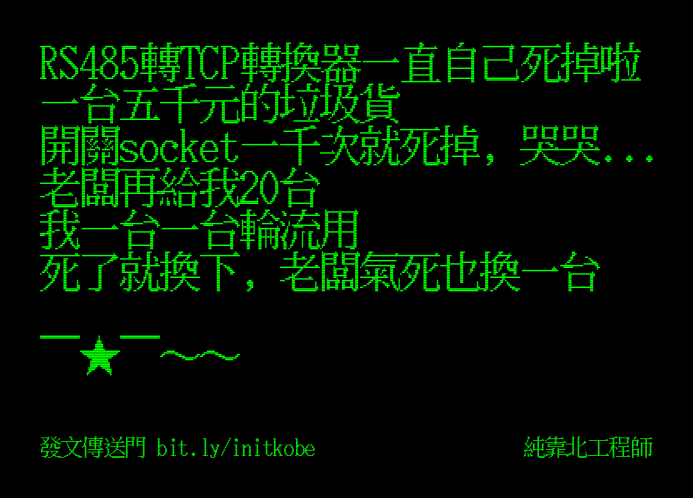 RS485轉TCP轉換器一直自己死掉啦
一台五千元的垃圾貨
開關socket一千次就死掉, 哭哭...
老闆再給我20台
我一台一台輪流用
死了就換下, 老闆氣死也換一台
￣★￣～～
發文傳送門 bit.ly/initkobe
純靠北工程師